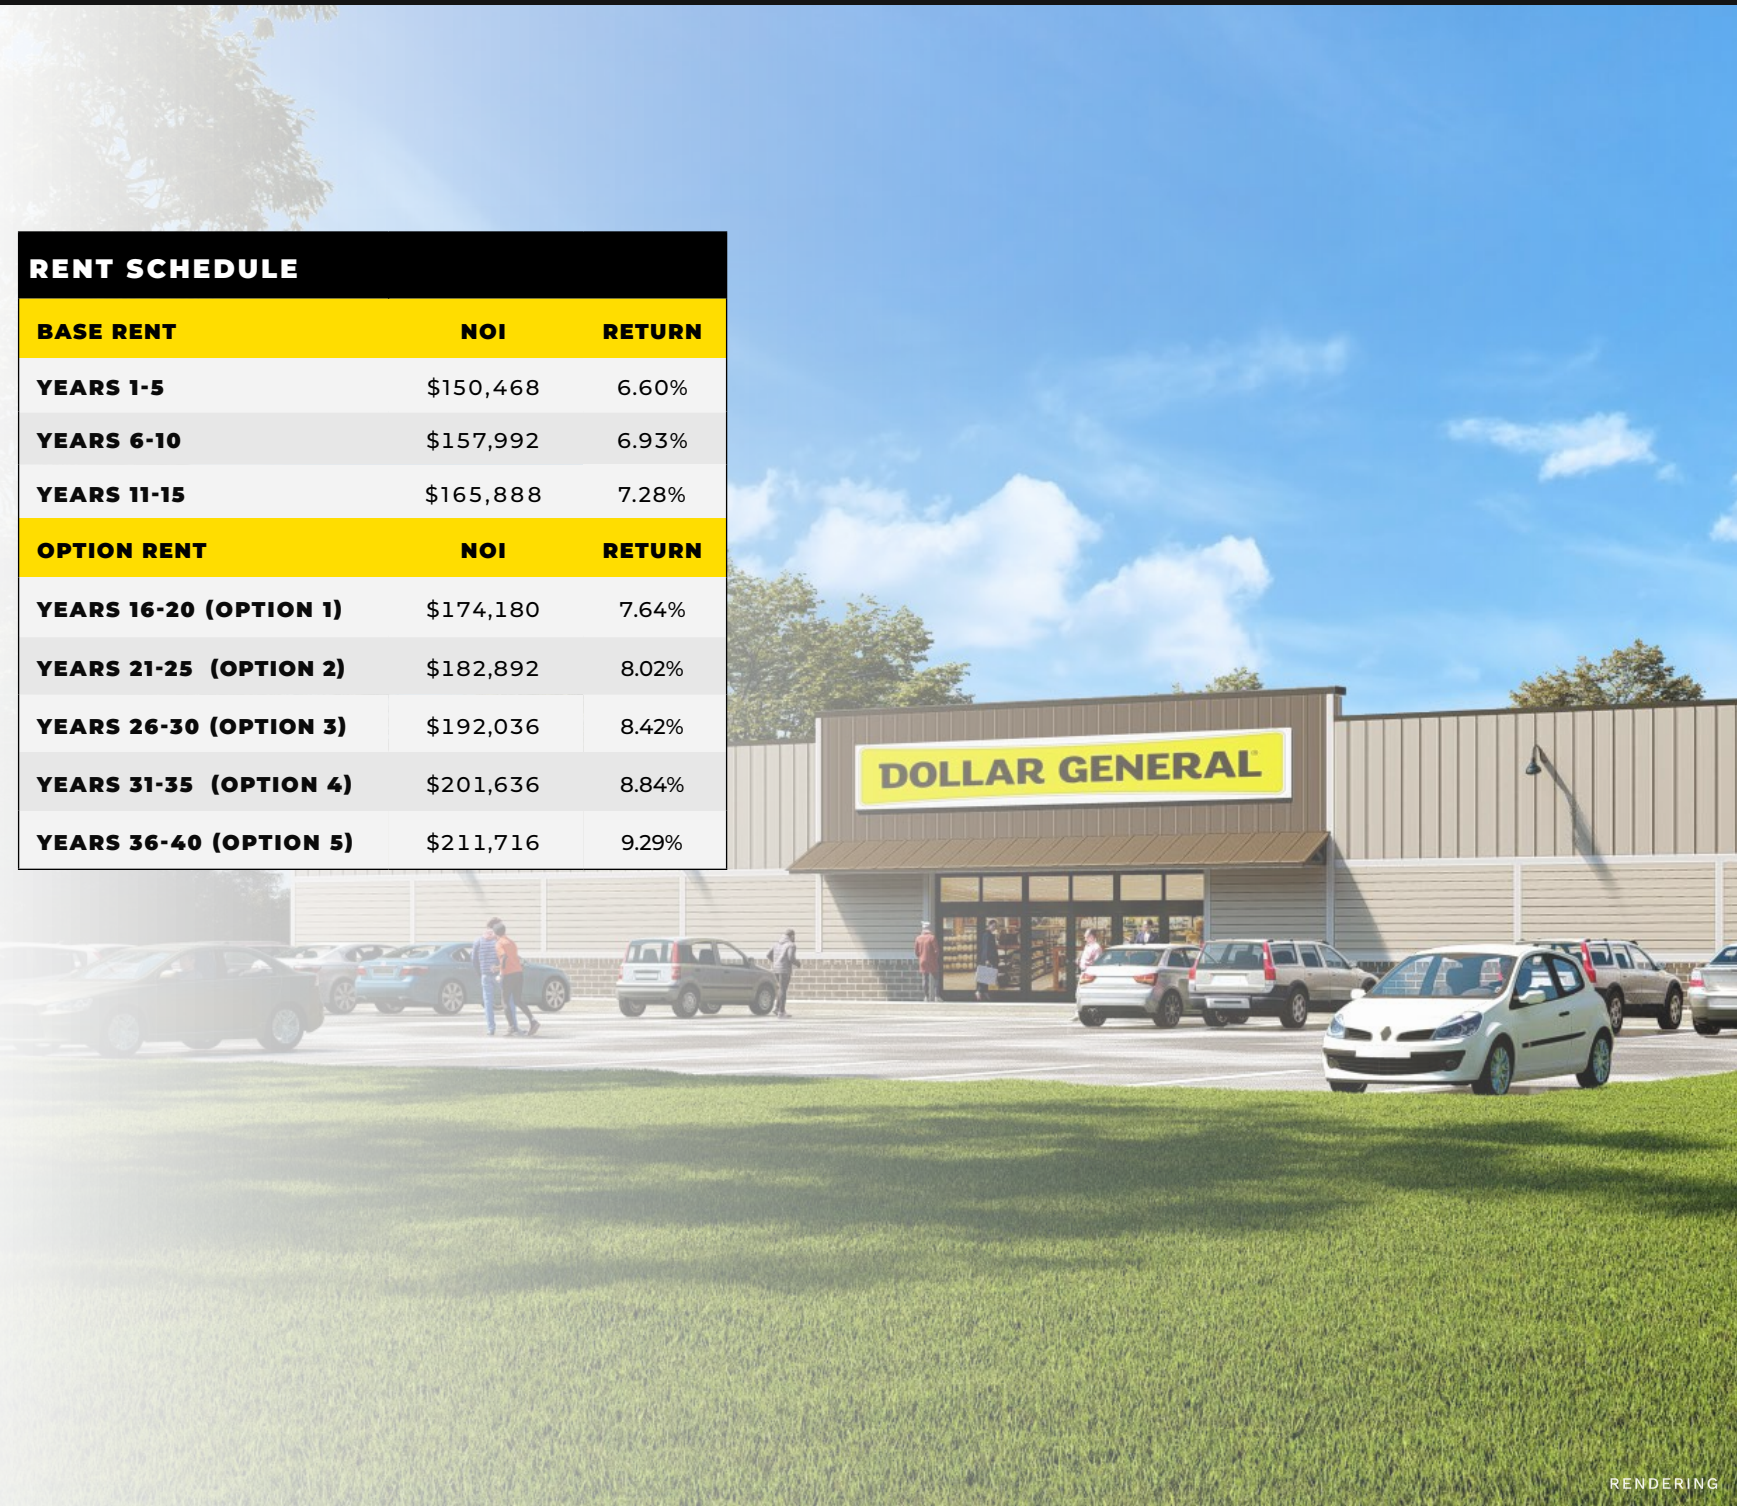 RENT SCHEDULE
BASE RENT NOI RETURN
YEARS 1-5 $150,468 6.60%
YEARS 6-10 $157,992 6.93%
YEARS 11-15 $165,888 7.28%
OPTION RENT NOI RETURN
YEARS 16-20 (OPTION 1) $174,180 7.64%
YEARS 21-25 (OPTION 2) $182,892 8.02%
YEARS 26-30 (OPTION 3) $192,036 8.42%
YEARS 31-35 (OPTION 4) $201,636 8.84%
YEARS 36-40 (OPTION 5) $211,716 9.29%
DOLLAR GENERAL
RENDERING